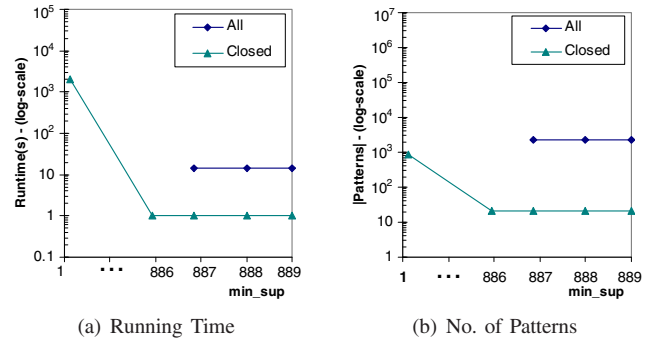 All
Closed
10^5
10^4
10^3
10^2
10
1
0.1
Runtime(s) - (log-scale)
1 ... 886 887 888 889
min_sup
(a) Running Time
All
Closed
10^7
10^6
10^5
10^4
10^3
10^2
10
1
|Patterns| - (log-scale)
1 ... 886 887 888 889
min_sup
(b) No. of Patterns